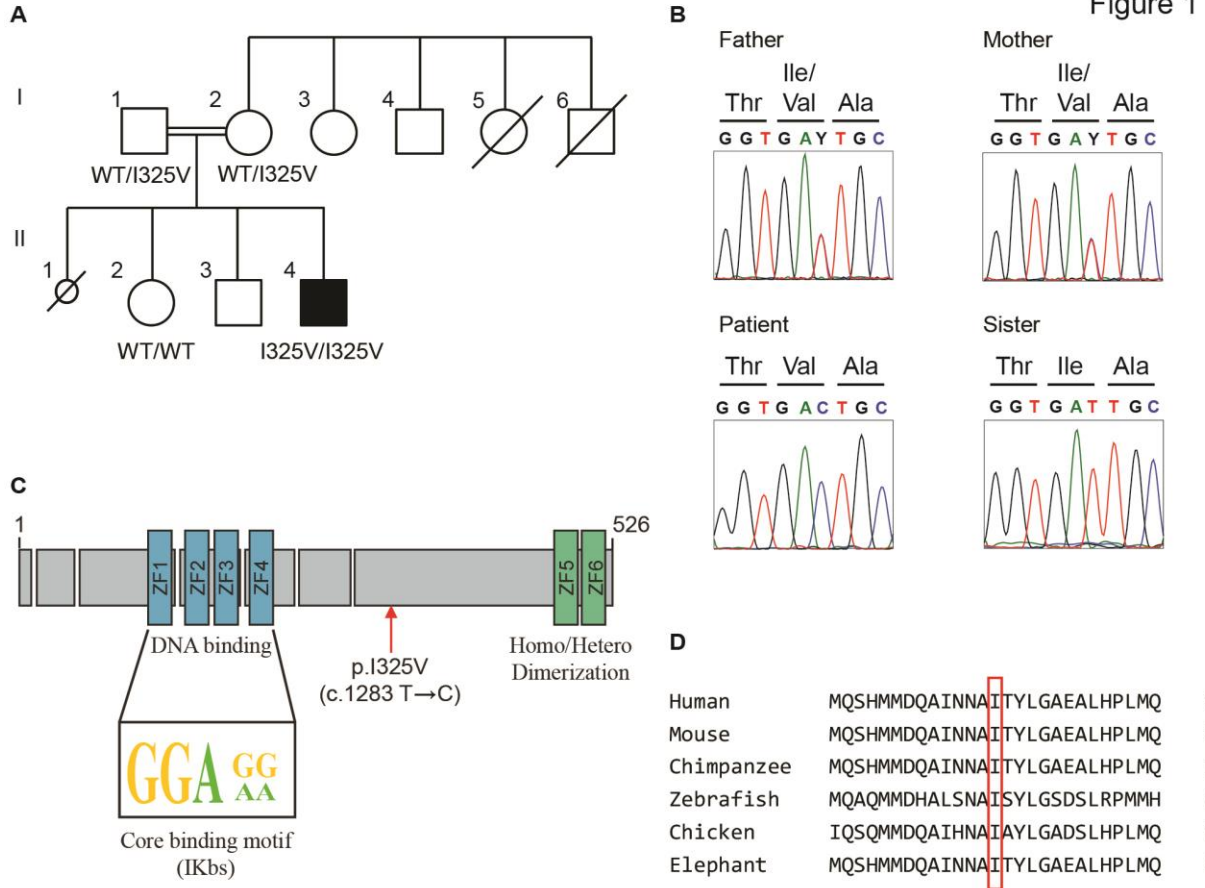 Figure 1
A
I
1
2
3
4
5
6
WT/I325V
WT/I325V
II
1
2
3
4
WT/WT
I325V/I325V
B
Father
Ile/
Thr Val Ala
G G T G A Y T G C
Mother
Ile/
Thr Val Ala
G G T G A Y T G C
Patient
Thr Val Ala
G G T G A C T G C
Sister
Thr Ile Ala
G G T G A T T G C
C
1
526
ZF1
ZF2
ZF3
ZF4
ZF5
ZF6
DNA binding
p.I325V
(c.1283 T→C)
Homo/Hetero
Dimerization
GGA GG
AA
Core binding motif
(IKbs)
D
Human MQSHMMDQAINNAITYLGAEALHPLMQ
Mouse MQSHMMDQAINNAITYLGAEALHPLMQ
Chimpanzee MQSHMMDQAINNAITYLGAEALHPLMQ
Zebrafish MQAQMMDHALSNAISYLGSDSLRPMMH
Chicken IQSQMMDQAIHNAIAYLGADSLHPLMQ
Elephant MQSHMMDQAINNAITYLGAEALHPLMQ